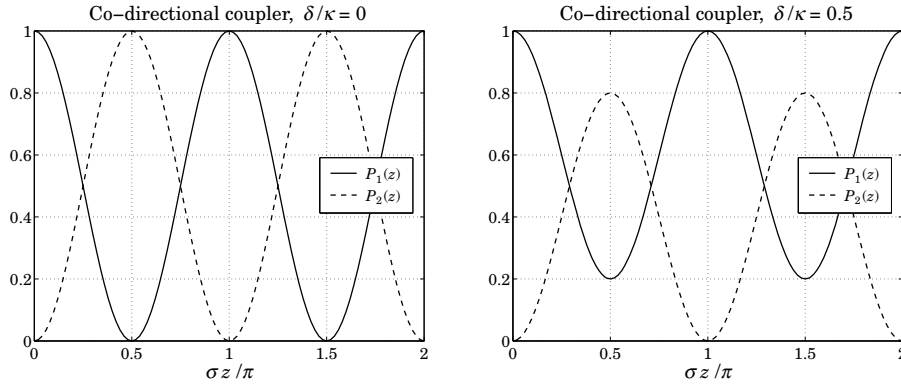 Co-directional coupler, δ/κ = 0
1
0.8
0.6
0.4
0.2
0
0 0.5 1 1.5 2
σz/π
P₁(z)
P₂(z)
Co-directional coupler, δ/κ = 0.5
1
0.8
0.6
0.4
0.2
0
0 0.5 1 1.5 2
σz/π
P₁(z)
P₂(z)